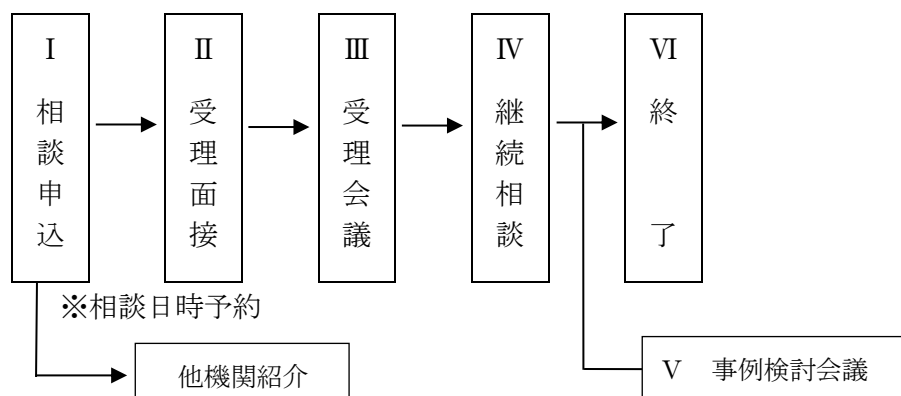 Ⅰ 相談申込
Ⅱ 受理面接
Ⅲ 受理会議
Ⅳ 継続相談
Ⅵ 終了
※相談日時予約
他機関紹介
Ⅴ 事例検討会議